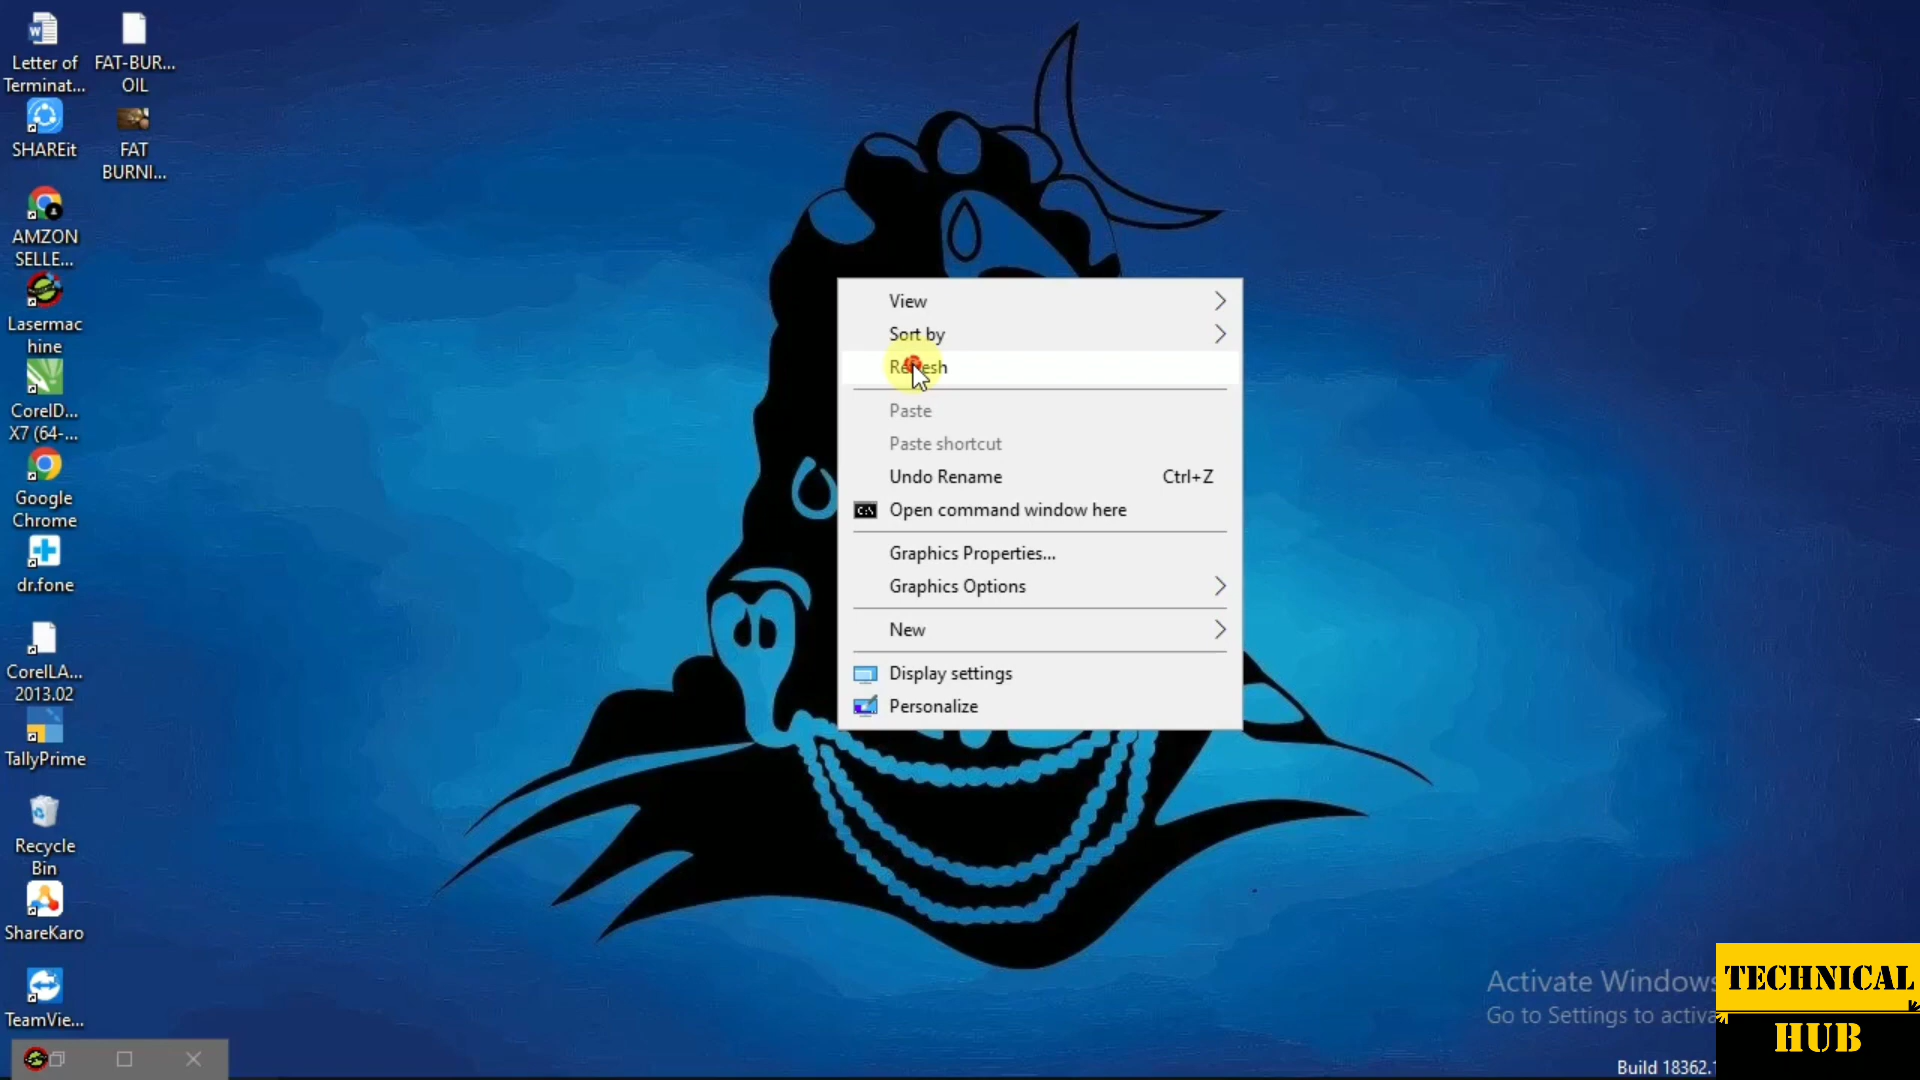 Letter of
Terminat...
FAT-BUR...
OIL
SHAREit
FAT
BURNI...
AMZON
SELLE...
Lasermac
hine
CorelD...
X7 (64-...
Google
Chrome
dr.fone
CorelLA...
2013.02
TallyPrime
Recycle
Bin
ShareKaro
TeamVie...
View
Sort by
Refresh
Paste
Paste shortcut
Undo Rename Ctrl+Z
C:\
Open command window here
Graphics Properties...
Graphics Options
New
Display settings
Personalize
Activate Windows
Go to Settings to activa
Build 18362.
TECHNICAL
HUB